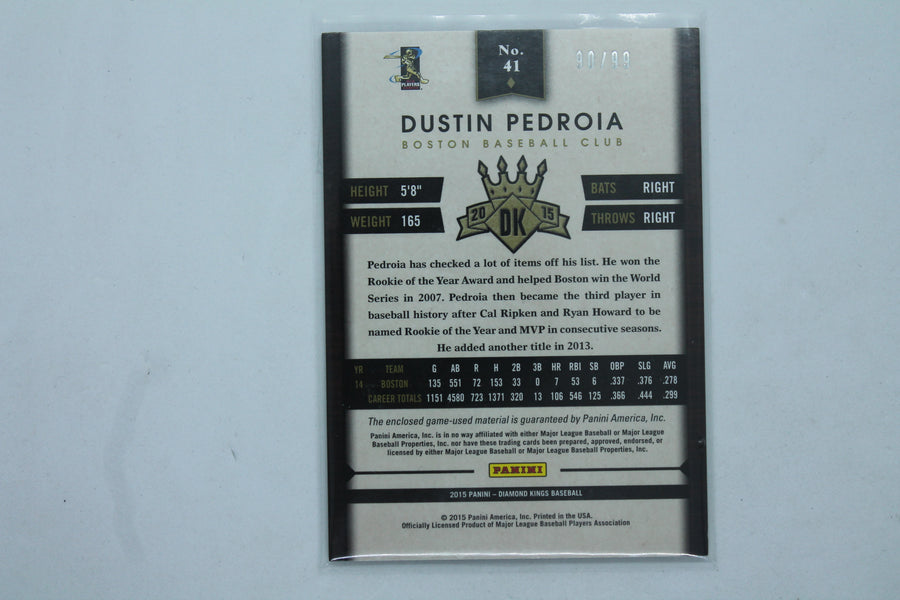 No.
41
90/99
PLAYERS
DUSTIN PEDROIA
BOSTON BASEBALL CLUB
HEIGHT 5'8"
BATS RIGHT
WEIGHT 165
THROWS RIGHT
20 DK 15
Pedroia has checked a lot of items off his list. He won the
Rookie of the Year Award and helped Boston win the World
Series in 2007. Pedroia then became the third player in
baseball history after Cal Ripken and Ryan Howard to be
named Rookie of the Year and MVP in consecutive seasons.
He added another title in 2013.
YR TEAM G AB R H 2B 3B HR RBI SB OBP SLG AVG
14 BOSTON 135 551 72 153 33 0 7 53 6 .337 .376 .278
CAREER TOTALS 1151 4580 723 1371 320 13 106 546 125 .366 .444 .299
The enclosed game-used material is guaranteed by Panini America, Inc.
Panini America, Inc. is in no way affiliated with either Major League Baseball or Major League
Baseball Properties, Inc. nor have these trading cards been prepared, approved, endorsed, or
licensed by either Major League Baseball or Major League Baseball Properties, Inc.
PANINI
2015 PANINI – DIAMOND KINGS BASEBALL
© 2015 Panini America, Inc. Printed in the USA.
Officially Licensed Product of Major League Baseball Players Association